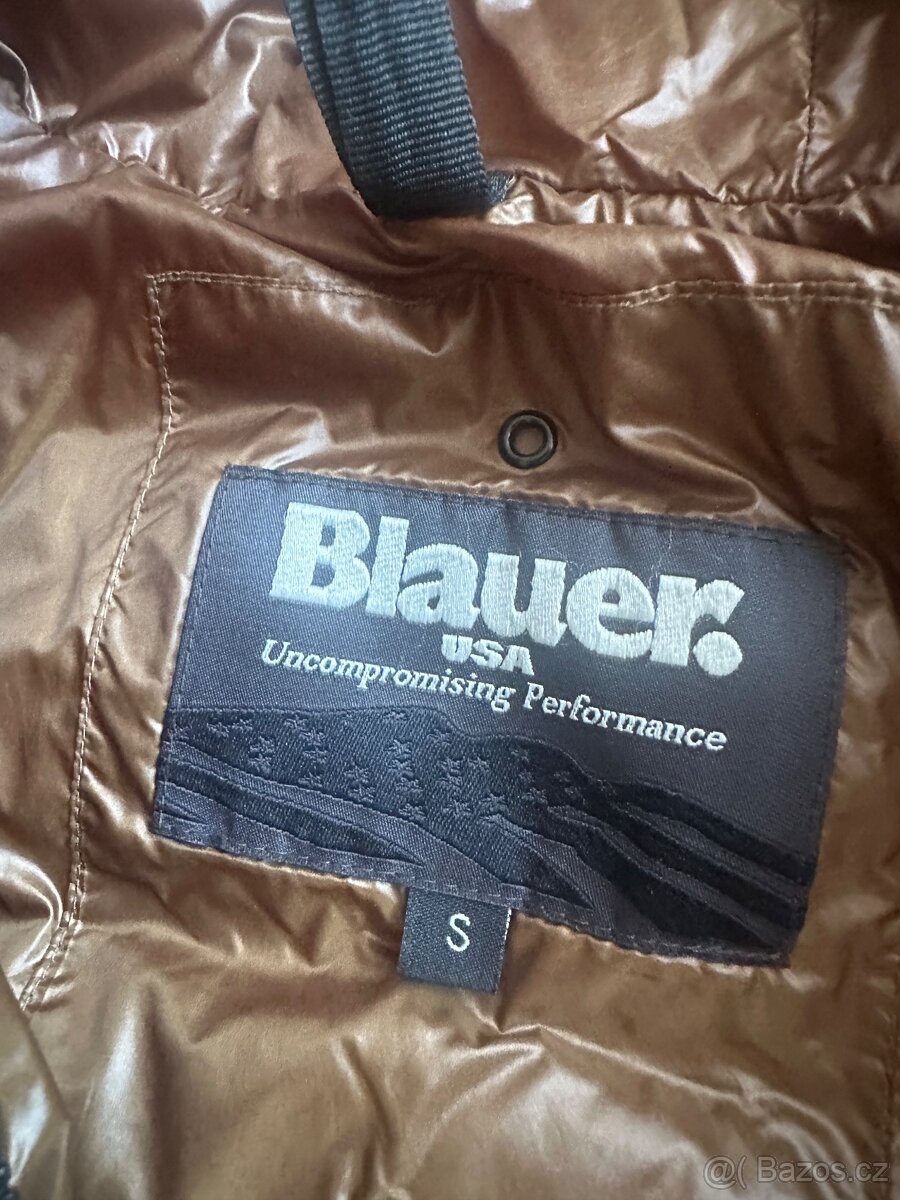 Blauer.
USA
Uncompromising Performance
S
@( Bazos.cz